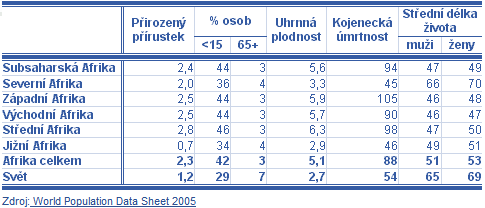 Přirozený přírustek % osob Uhrnná plodnost Kojenecká úmrtnost Střední délka života
<15 65+ muži ženy
Subsaharská Afrika 2,4 44 3 5,6 94 47 49
Severní Afrika 2,0 36 4 3,3 45 66 70
Západní Afrika 2,5 44 3 5,9 105 46 48
Východní Afrika 2,5 44 3 5,7 90 46 47
Střední Afrika 2,8 46 3 6,3 98 47 50
Jižní Afrika 0,7 34 4 2,9 46 49 51
Afrika celkem 2,3 42 3 5,1 88 51 53
Svět 1,2 29 7 2,7 54 65 69
Zdroj: World Population Data Sheet 2005